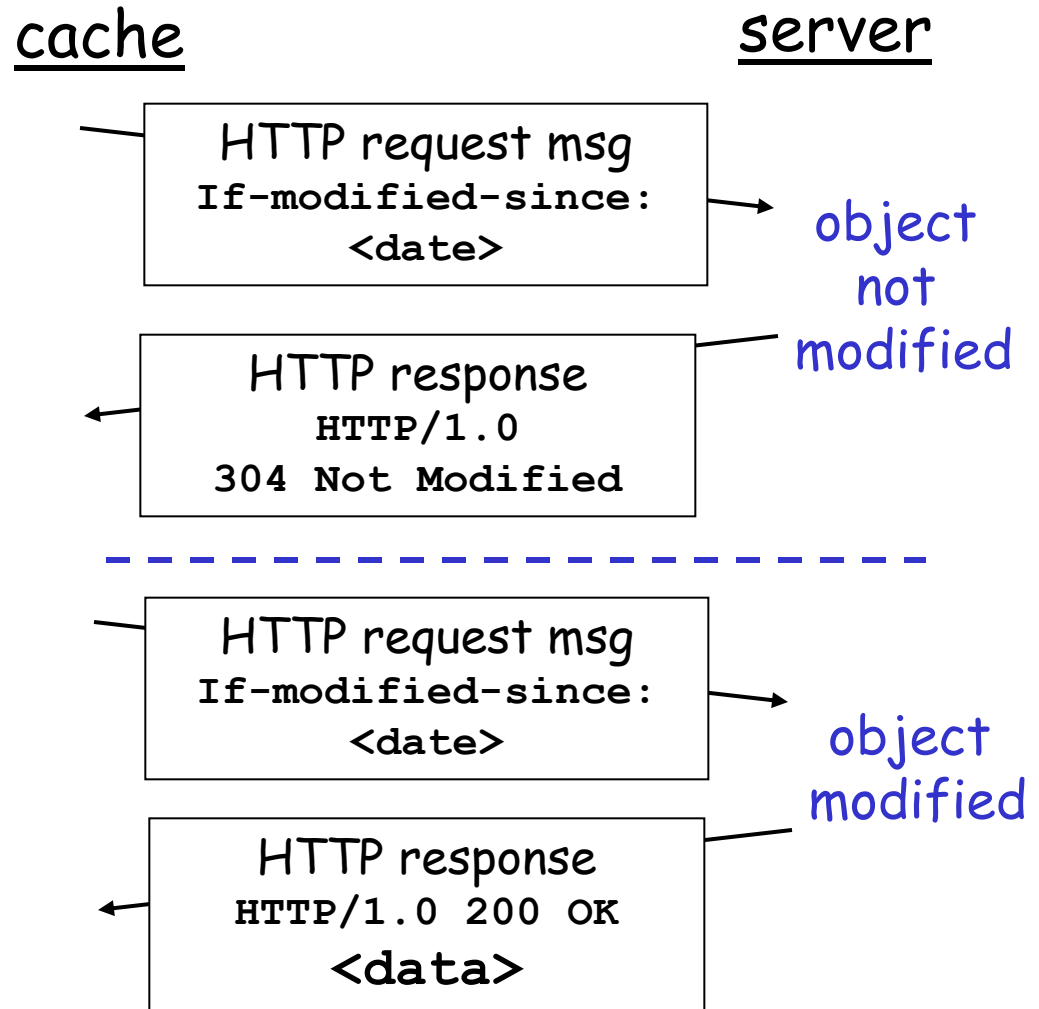 cache
server
HTTP request msg
If-modified-since:
<date>
object
not
modified
HTTP response
HTTP/1.0
304 Not Modified
HTTP request msg
If-modified-since:
<date>
object
modified
HTTP response
HTTP/1.0 200 OK
<data>